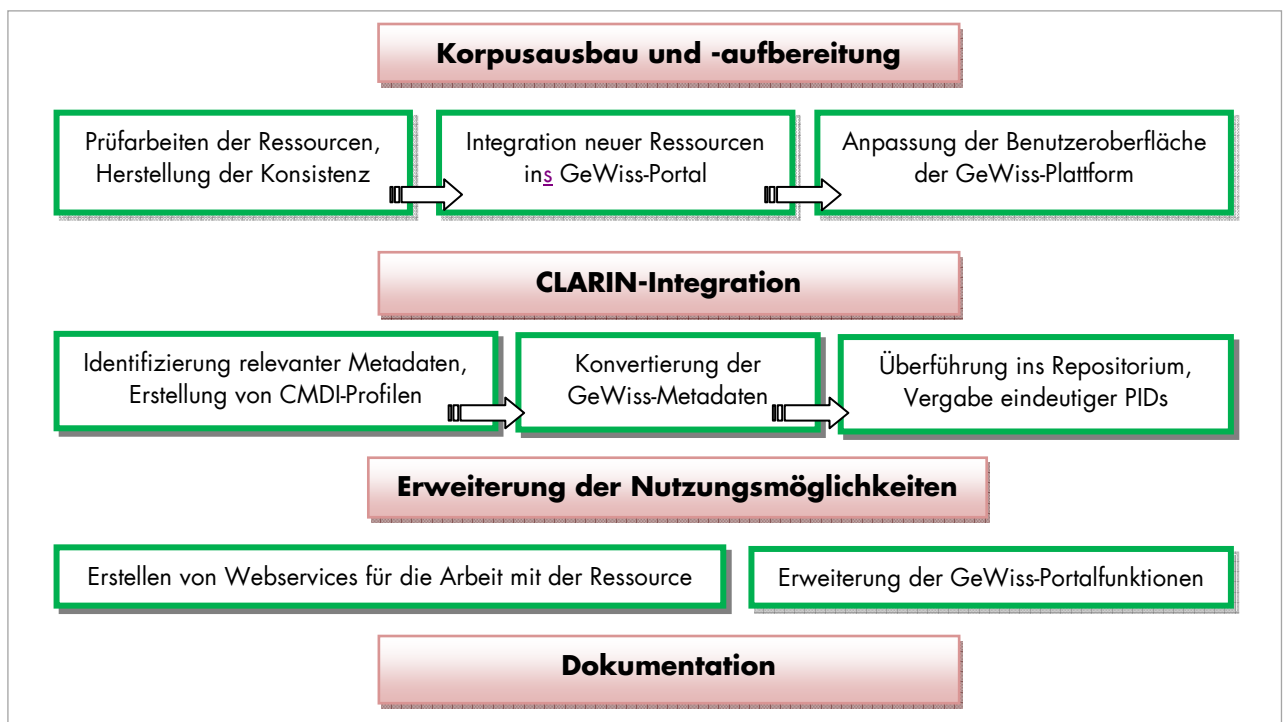 Korpusausbau und -aufbereitung
Prüfarbeiten der Ressourcen,
Herstellung der Konsistenz
Integration neuer Ressourcen
ins GeWiss-Portal
Anpassung der Benutzeroberfläche
der GeWiss-Plattform
CLARIN-Integration
Identifizierung relevanter Metadaten,
Erstellung von CMDI-Profilen
Konvertierung der
GeWiss-Metadaten
Überführung ins Repositorium,
Vergabe eindeutiger PIDs
Erweiterung der Nutzungsmöglichkeiten
Erstellen von Webservices für die Arbeit mit der Ressource
Erweiterung der GeWiss-Portalfunktionen
Dokumentation